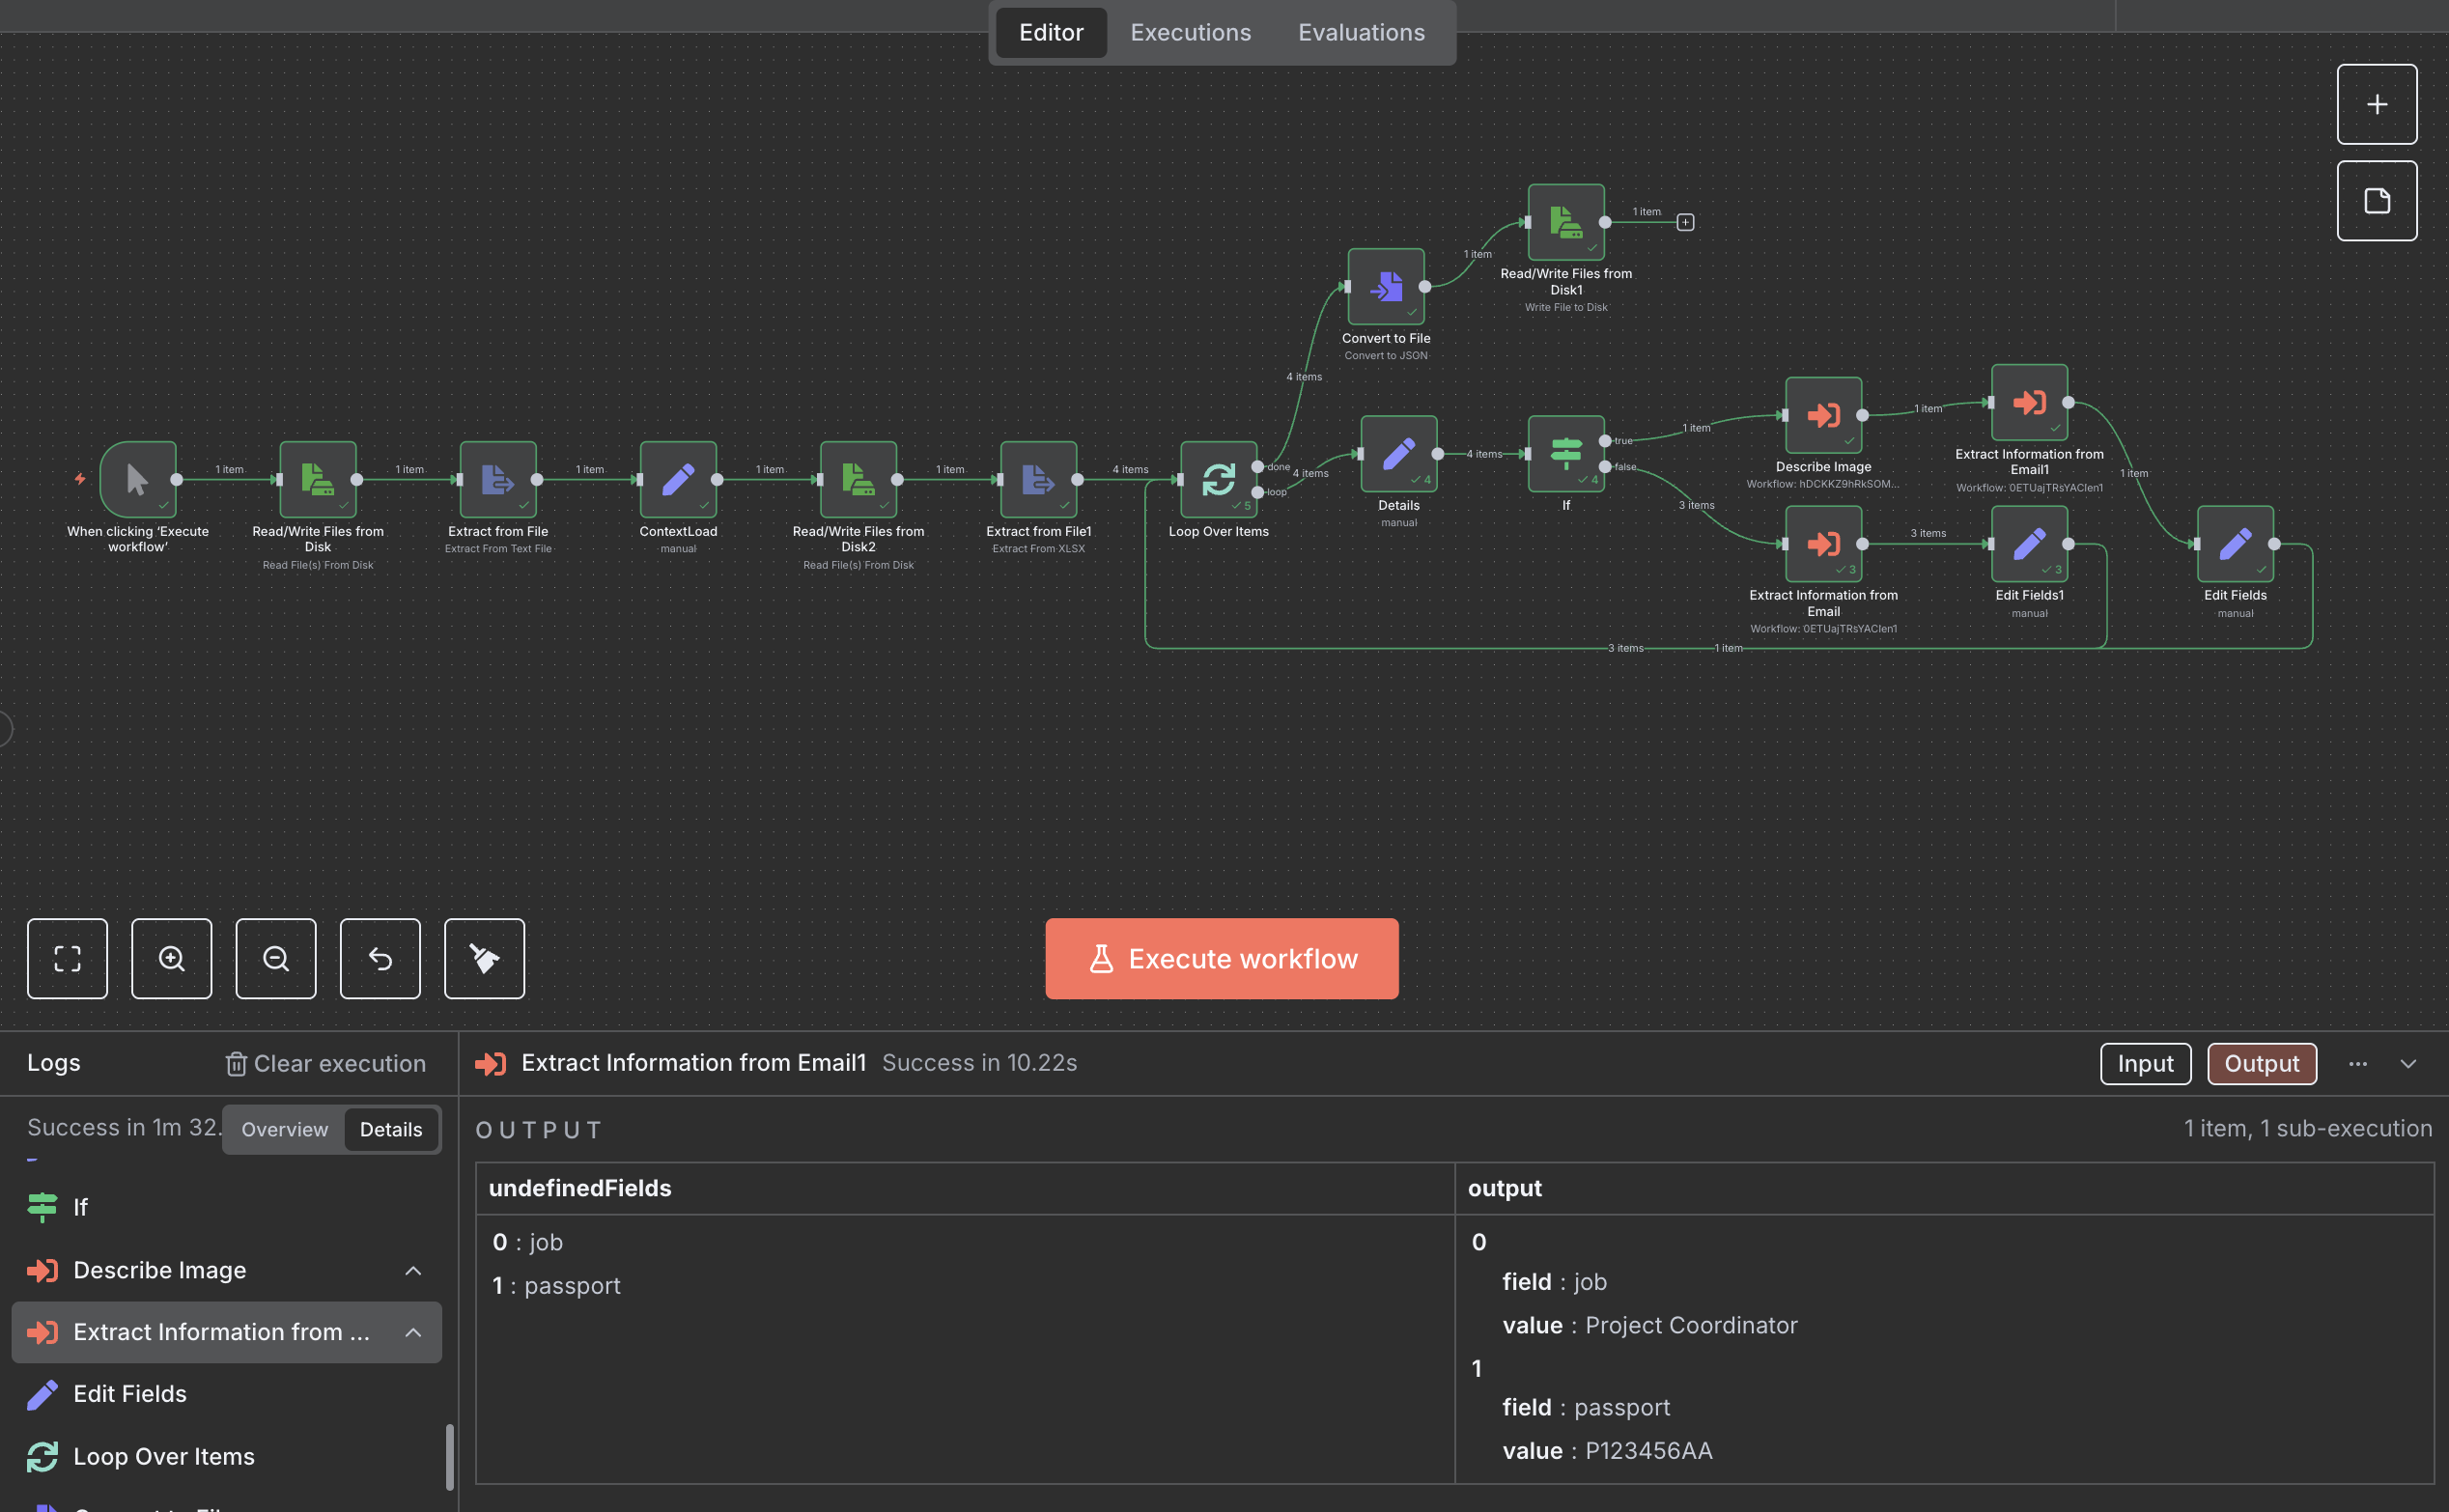 Editor
Executions
Evaluations
1 item
1 item
1 item
1 item
1 item
4 items
When clicking ‘Execute
workflow’
Read/Write Files from
Disk
Read File(s) From Disk
Extract from File
Extract From Text File
ContextLoad
manual
Read/Write Files from
Disk2
Read File(s) From Disk
Extract from File1
Extract From XLSX
5
Loop Over Items
done
loop
4 items
4 items
Convert to File
Convert to JSON
1 item
Read/Write Files from
Disk1
Write File to Disk
1 item
4
Details
manual
4 items
4
If
true
false
1 item
3 items
Describe Image
Workflow: hDCKKZ9hRkSOM...
1 item
Extract Information from
Email1
Workflow: 0ETUajTRsYACIen1
1 item
3
Extract Information from
Email
Workflow: 0ETUajTRsYACIen1
3 items
3
Edit Fields1
manual
Edit Fields
manual
3 items
1 item
Execute workflow
Logs
Clear execution
Success in 1m 32.
Overview
Details
If
Describe Image
Extract Information from ...
Edit Fields
Loop Over Items
Extract Information from Email1
Success in 10.22s
Input
Output
OUTPUT
1 item, 1 sub-execution
undefinedFields
output
0 : job
1 : passport
0
field : job
value : Project Coordinator
1
field : passport
value : P123456AA